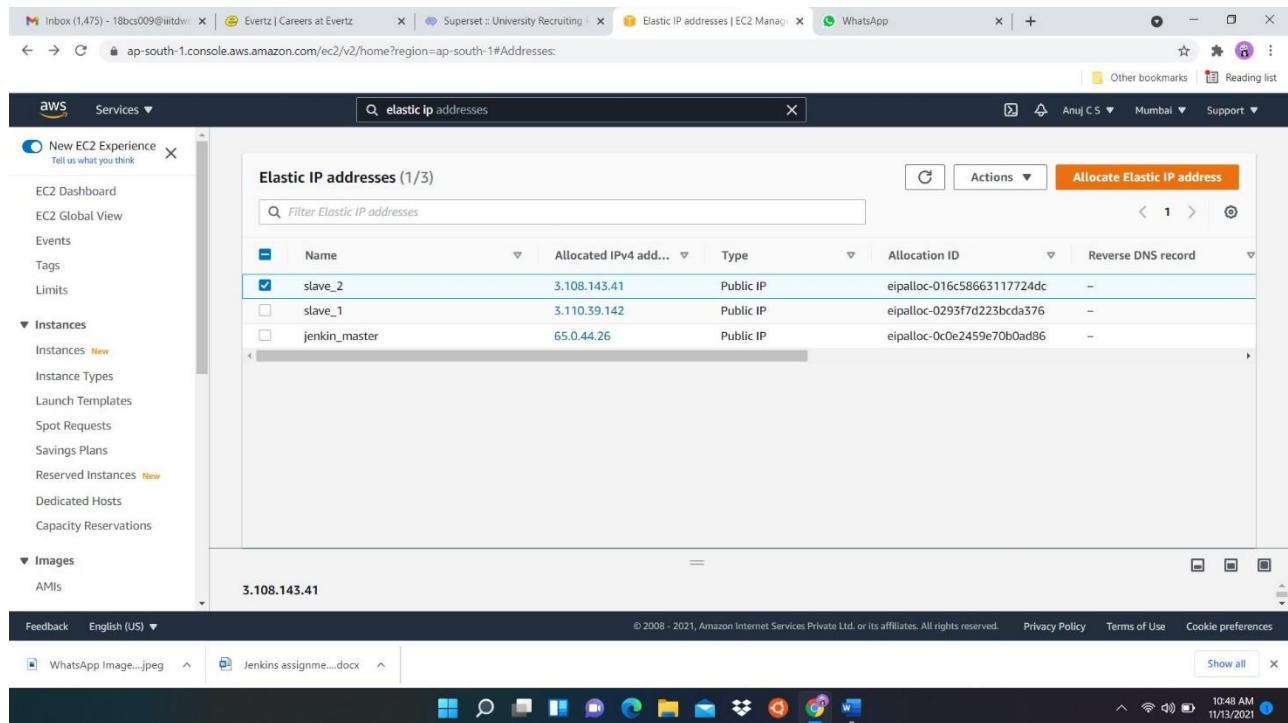 Inbox (1,475) - 18bcs009@iiitdw
Evertz | Careers at Evertz
Superset :: University Recruiting
Elastic IP addresses | EC2 Manag
WhatsApp
ap-south-1.console.aws.amazon.com/ec2/v2/home?region=ap-south-1#Addresses:
Other bookmarks
Reading list
aws
Services ▼
elastic ip addresses
Anuj C S ▼
Mumbai ▼
Support ▼
New EC2 Experience
Tell us what you think
EC2 Dashboard
EC2 Global View
Events
Tags
Limits
▼ Instances
Instances New
Instance Types
Launch Templates
Spot Requests
Savings Plans
Reserved Instances New
Dedicated Hosts
Capacity Reservations
▼ Images
AMIs
Elastic IP addresses (1/3)
Actions ▼
Allocate Elastic IP address
Filter Elastic IP addresses
< 1 >
Name Allocated IPv4 add... Type Allocation ID Reverse DNS record
slave_2 3.108.143.41 Public IP eipalloc-016c58663117724dc –
slave_1 3.110.39.142 Public IP eipalloc-0293f7d223bcda376 –
jenkin_master 65.0.44.26 Public IP eipalloc-0c0e2459e70b0ad86 –
3.108.143.41
Feedback English (US) ▼
© 2008 - 2021, Amazon Internet Services Private Ltd. or its affiliates. All rights reserved. Privacy Policy Terms of Use Cookie preferences
WhatsApp Image....jpeg
Jenkins assignme....docx
Show all
10:48 AM
11/13/2021